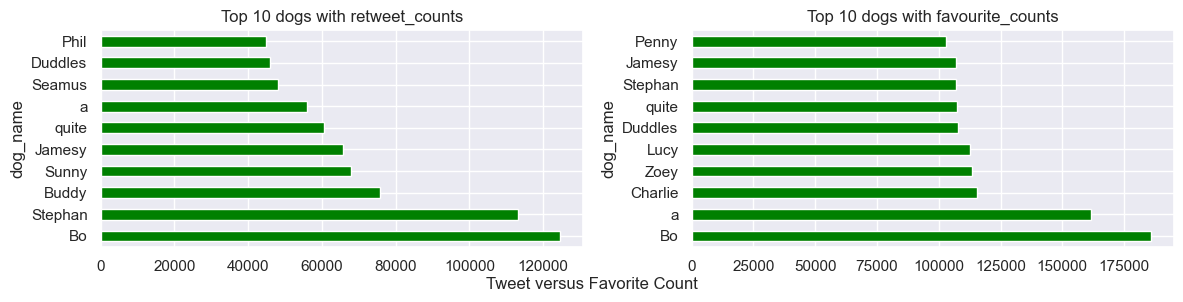 Top 10 dogs with retweet_counts
dog_name
Phil
Duddles
Seamus
a
quite
Jamesy
Sunny
Buddy
Stephan
Bo
0 20000 40000 60000 80000 100000 120000
Top 10 dogs with favourite_counts
dog_name
Penny
Jamesy
Stephan
quite
Duddles
Lucy
Zoey
Charlie
a
Bo
0 25000 50000 75000 100000 125000 150000 175000
Tweet versus Favorite Count